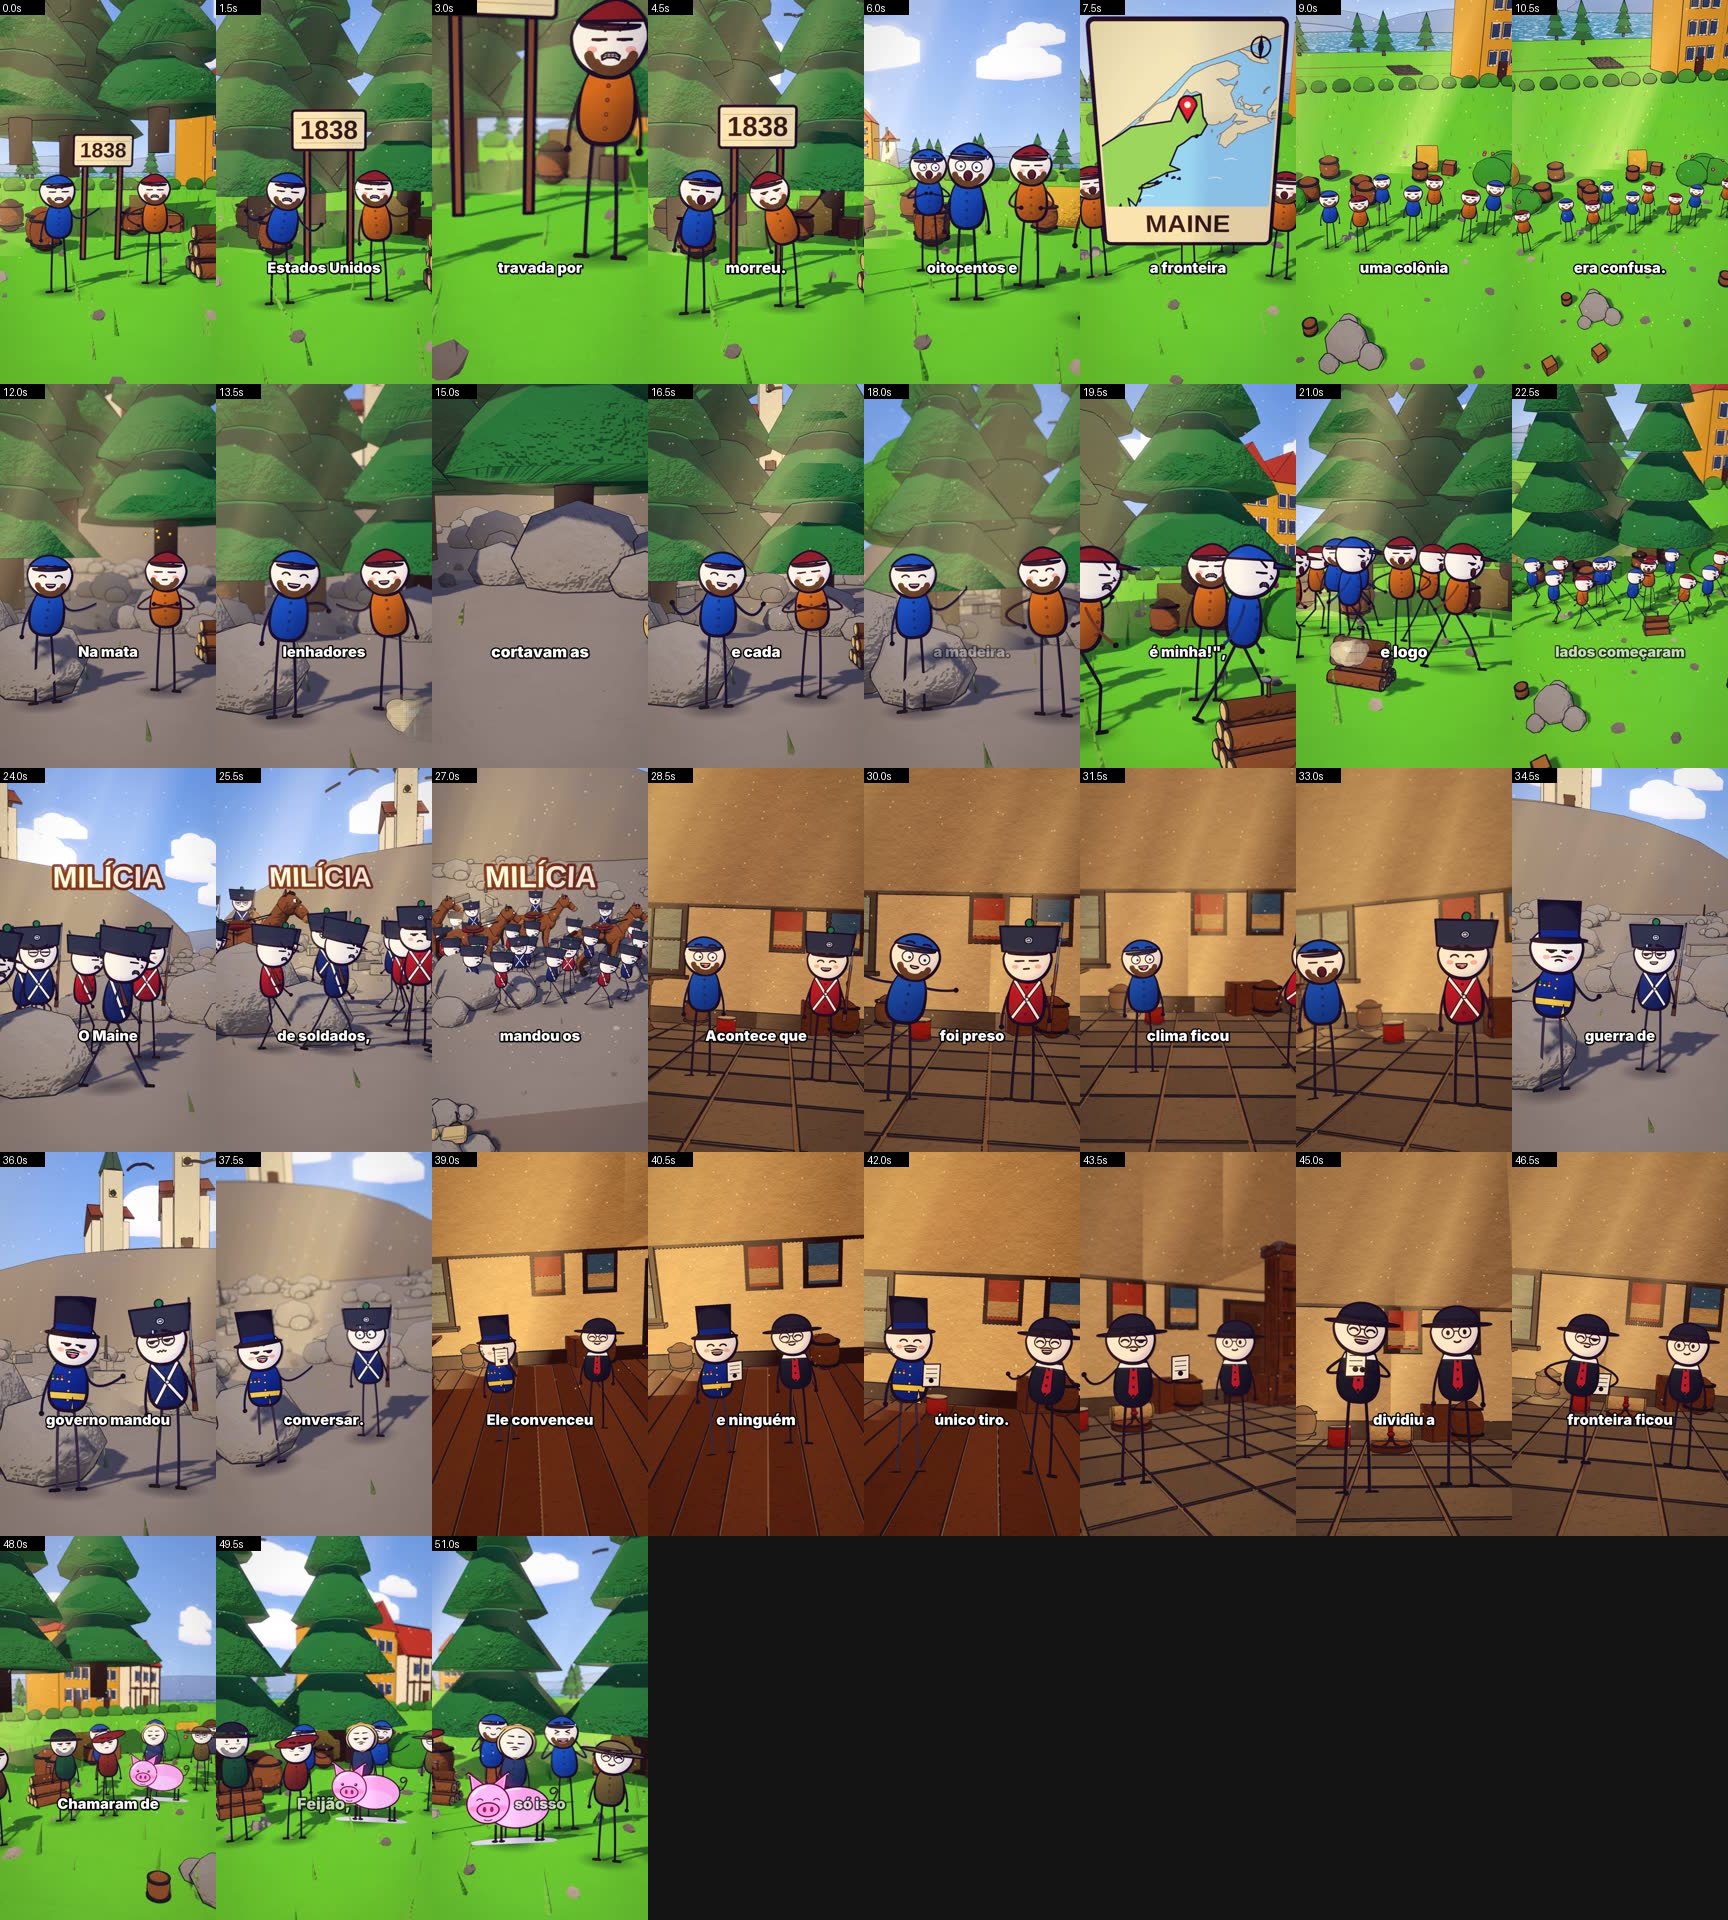 0.0s
1838
1.5s
1838
Estados Unidos
3.0s
travada por
4.5s
1838
morreu.
6.0s
oitocentos e
7.5s
MAINE
a fronteira
9.0s
uma colônia
10.5s
era confusa.
12.0s
Na mata
13.5s
lenhadores
15.0s
cortavam as
16.5s
e cada
18.0s
a madeira.
19.5s
é minha!",
21.0s
e logo
22.5s
lados começaram
24.0s
MILÍCIA
O Maine
25.5s
MILÍCIA
de soldados,
27.0s
MILÍCIA
mandou os
28.5s
Acontece que
30.0s
foi preso
31.5s
clima ficou
33.0s
34.5s
guerra de
36.0s
governo mandou
37.5s
conversar.
39.0s
Ele convenceu
40.5s
e ninguém
42.0s
único tiro.
43.5s
45.0s
dividiu a
46.5s
fronteira ficou
48.0s
Chamaram de
49.5s
Feijão,
51.0s
só isso